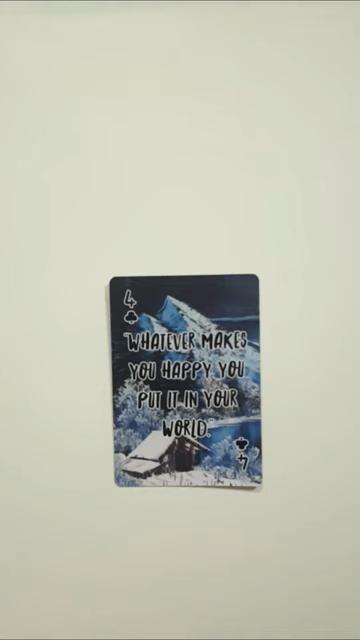 4
"WHATEVER MAKES
YOU HAPPY YOU
PUT IT IN YOUR
WORLD."
4